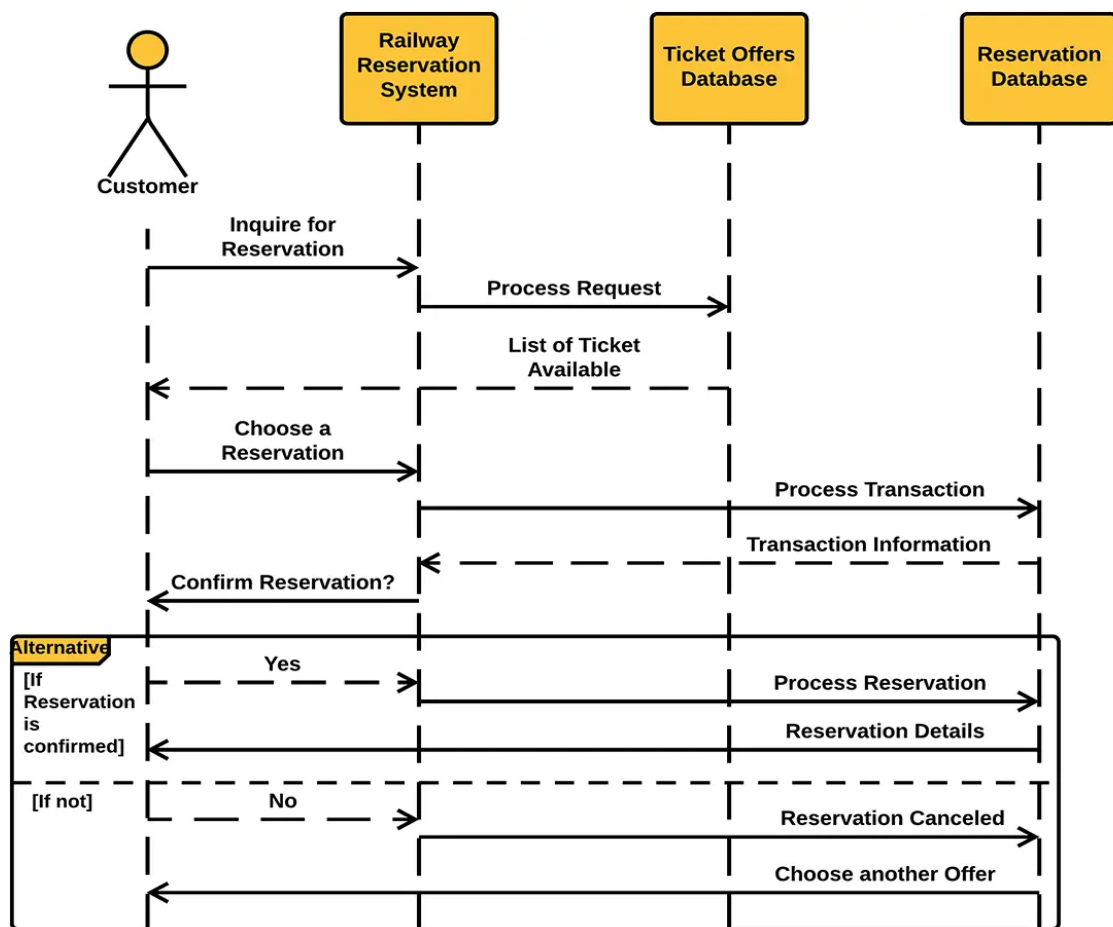 Railway
Reservation
System
Ticket Offers
Database
Reservation
Database
Customer
Inquire for
Reservation
Process Request
List of Ticket
Available
Choose a
Reservation
Process Transaction
Transaction Information
Confirm Reservation?
Alternative
[If
Reservation
is
confirmed]
Yes
Process Reservation
Reservation Details
[If not]
No
Reservation Canceled
Choose another Offer